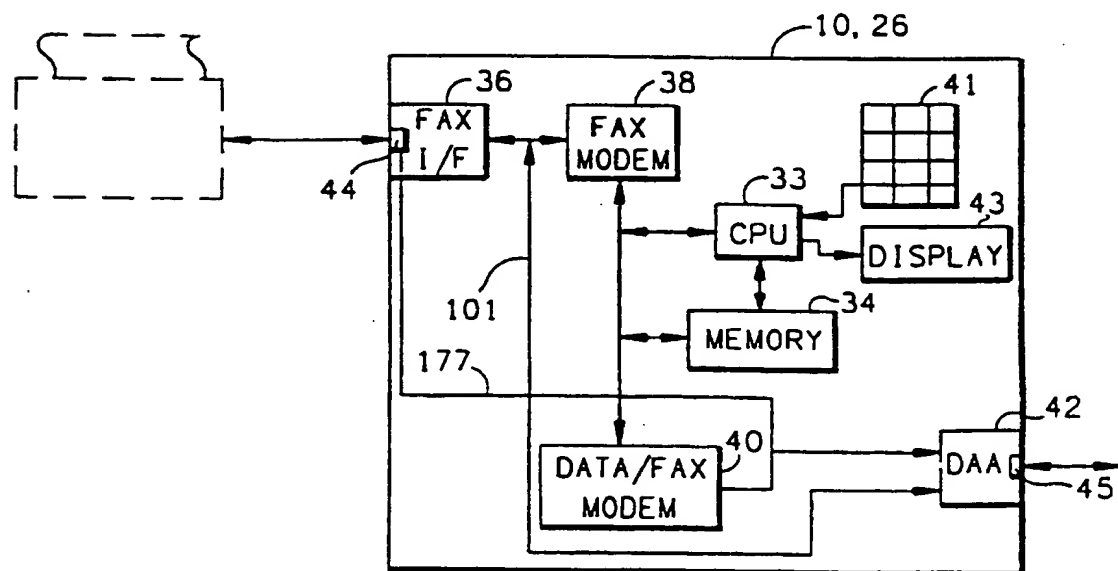 10, 26
36
38
41
FAX
I/F
FAX
MODEM
44
33
43
CPU
DISPLAY
101
34
MEMORY
177
42
40
DATA/FAX
MODEM
DAA
45